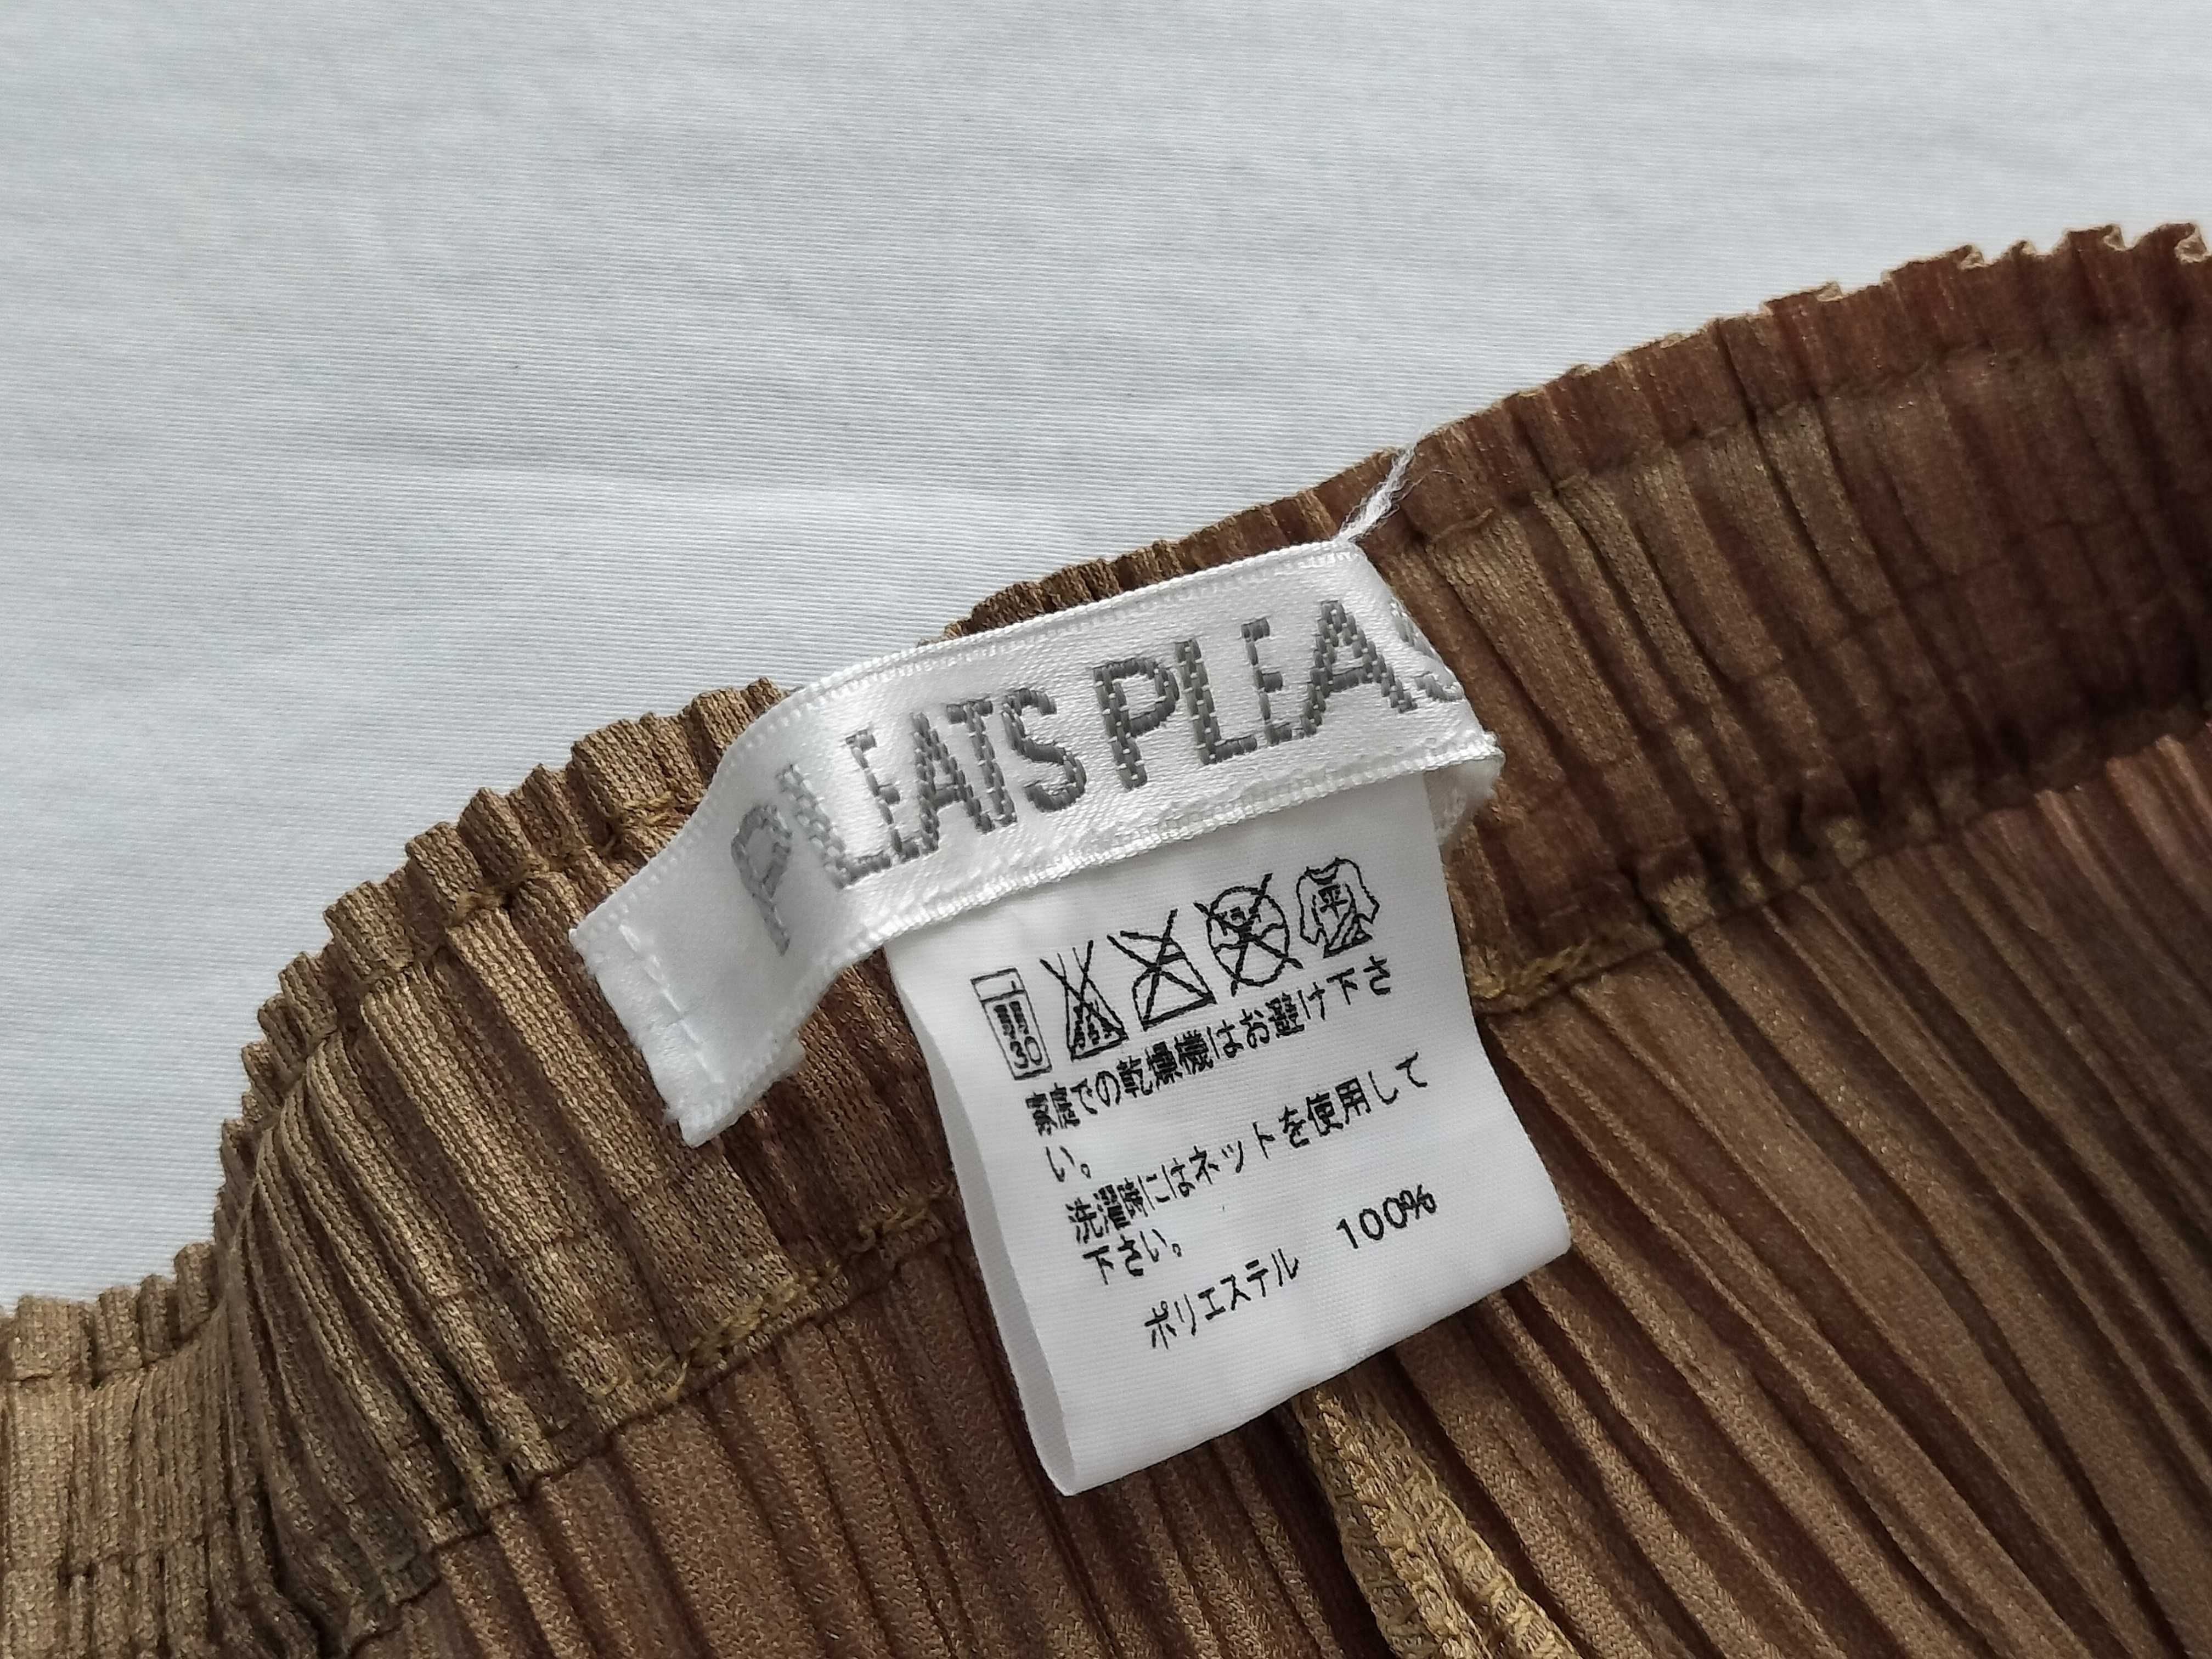 PLEATS PLEAS
家庭での乾燥機はお避け下さ
い。
洗濯時にはネットを使用して
下さい。
ポリエステル 100%